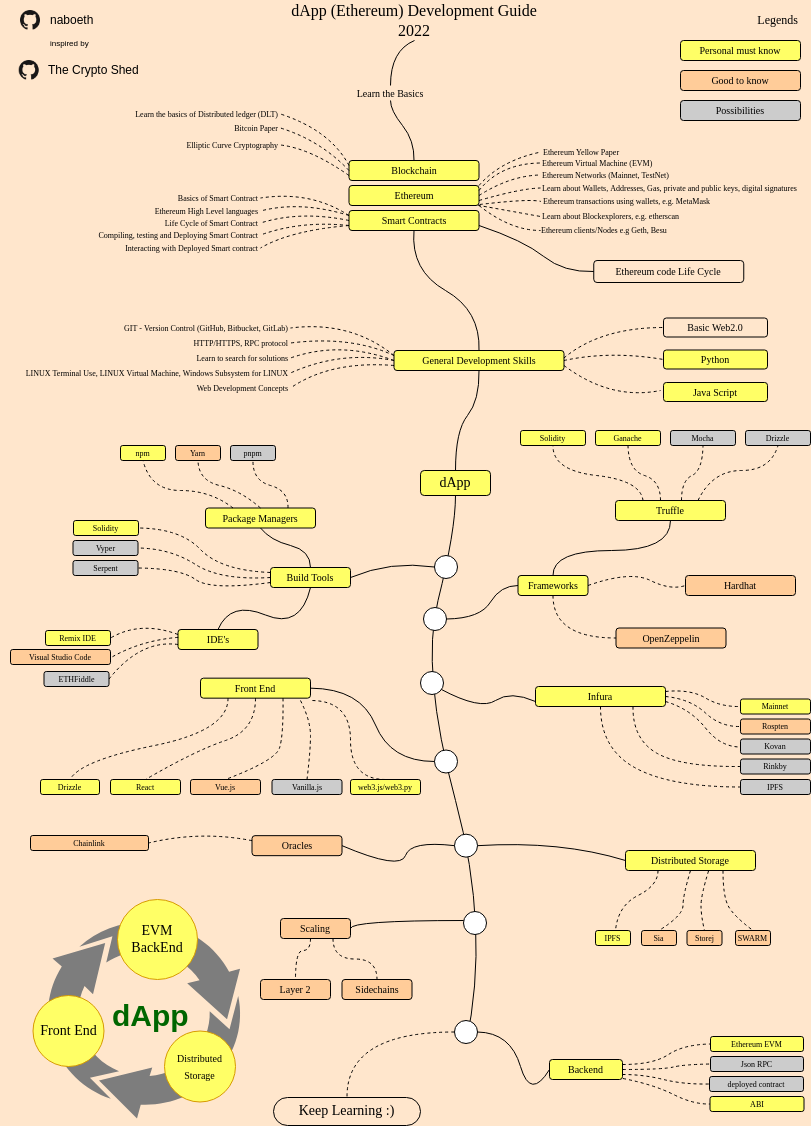 dApp (Ethereum) Development Guide
2022
naboeth
inspired by
The Crypto Shed
Legends
Personal must know
Good to know
Possibilities
Learn the Basics
Learn the basics of Distributed ledger (DLT)
Bitcoin Paper
Elliptic Curve Cryptography
Blockchain
Ethereum
Smart Contracts
Ethereum Yellow Paper
Ethereum Virtual Machine (EVM)
Ethereum Networks (Mainnet, TestNet)
Learn about Wallets, Addresses, Gas, private and public keys, digital signatures
Ethereum transactions using wallets, e.g. MetaMask
Learn about Blockexplorers, e.g. etherscan
Ethereum clients/Nodes e.g Geth, Besu
Basics of Smart Contract
Ethereum High Level languages
Life Cycle of Smart Contract
Compiling, testing and Deploying Smart Contract
Interacting with Deployed Smart contract
Ethereum code Life Cycle
GIT - Version Control (GitHub, Bitbucket, GitLab)
HTTP/HTTPS, RPC protocol
Learn to search for solutions
LINUX Terminal Use, LINUX Virtual Machine, Windows Subsystem for LINUX
Web Development Concepts
General Development Skills
Basic Web2.0
Python
Java Script
npm
Yarn
pnpm
Package Managers
dApp
Solidity
Ganache
Mocha
Drizzle
Truffle
Solidity
Vyper
Serpent
Build Tools
Frameworks
Hardhat
OpenZeppelin
Remix IDE
Visual Studio Code
ETHFiddle
IDE's
Front End
Infura
Mainnet
Rospten
Kovan
Rinkby
IPFS
Drizzle
React
Vue.js
Vanilla.js
web3.js/web3.py
Chainlink
Oracles
Distributed Storage
IPFS
Sia
Storej
SWARM
Scaling
Layer 2
Sidechains
EVM
BackEnd
Front End
dApp
Distributed
Storage
Backend
Ethereum EVM
Json RPC
deployed contract
ABI
Keep Learning :)